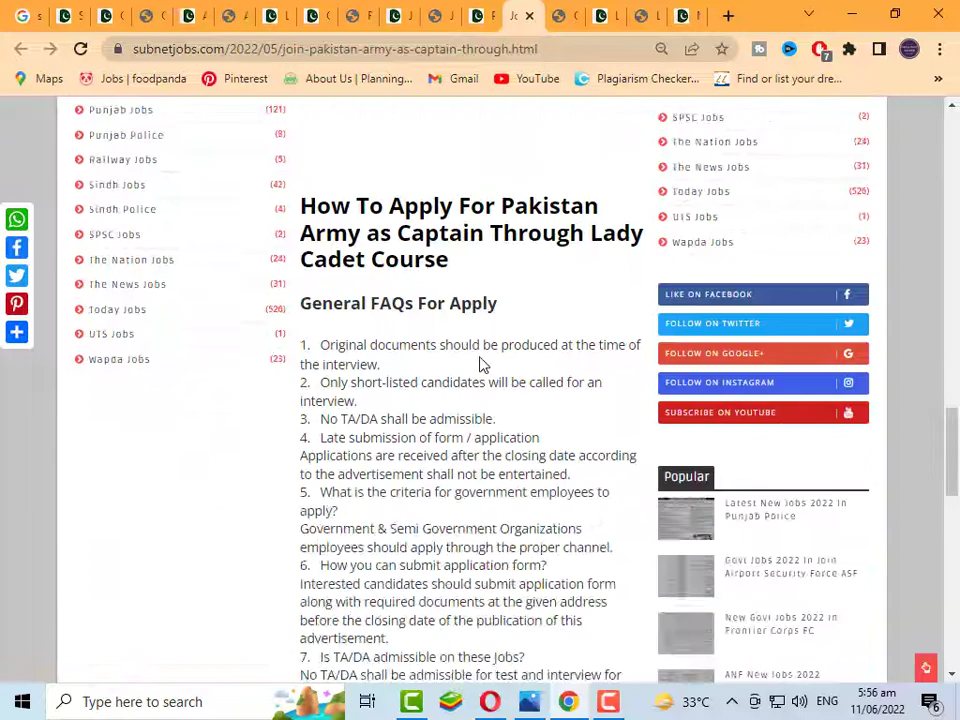 subnetjobs.com/2022/05/join-pakistan-army-as-captain-through.html
Maps
Jobs | foodpanda
Pinterest
About Us | Planning...
Gmail
YouTube
Plagiarism Checker...
Find or list your dre...
»
Punjab Jobs (121)
Punjab Police (8)
Railway Jobs (5)
Sindh Jobs (42)
Sindh Police (4)
SPSC Jobs (2)
The Nation Jobs (24)
The News Jobs (31)
Today Jobs (526)
UTS Jobs (1)
Wapda Jobs (23)
How To Apply For Pakistan
Army as Captain Through Lady
Cadet Course
General FAQs For Apply
1. Original documents should be produced at the time of
the interview.
2. Only short-listed candidates will be called for an
interview.
3. No TA/DA shall be admissible.
4. Late submission of form / application
Applications are received after the closing date according
to the advertisement shall not be entertained.
5. What is the criteria for government employees to
apply?
Government & Semi Government Organizations
employees should apply through the proper channel.
6. How you can submit application form?
Interested candidates should submit application form
along with required documents at the given address
before the closing date of the publication of this
advertisement.
7. Is TA/DA admissible on these Jobs?
No TA/DA shall be admissible for test and interview for
SPSC Jobs (2)
The Nation Jobs (24)
The News Jobs (31)
Today Jobs (526)
UTS Jobs (1)
Wapda Jobs (23)
LIKE ON FACEBOOK
FOLLOW ON TWITTER
FOLLOW ON GOOGLE+
FOLLOW ON INSTAGRAM
SUBSCRIBE ON YOUTUBE
Popular
Latest New Jobs 2022 In
Punjab Police
Govt Jobs 2022 In Join
Airport Security Force ASF
New Govt Jobs 2022 In
Frontier Corps FC
ANF New Jobs 2022
Type here to search
33°C
ENG
5:56 am
11/06/2022
6